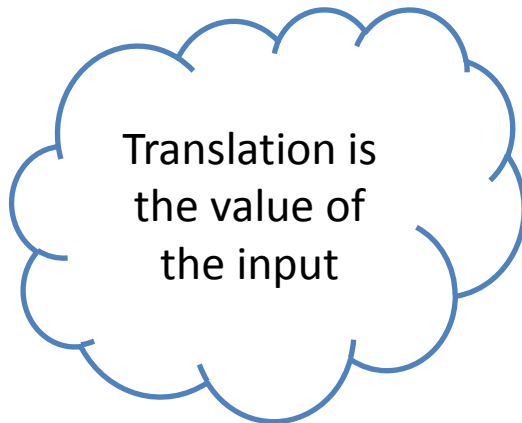 Translation is
the value of
the input